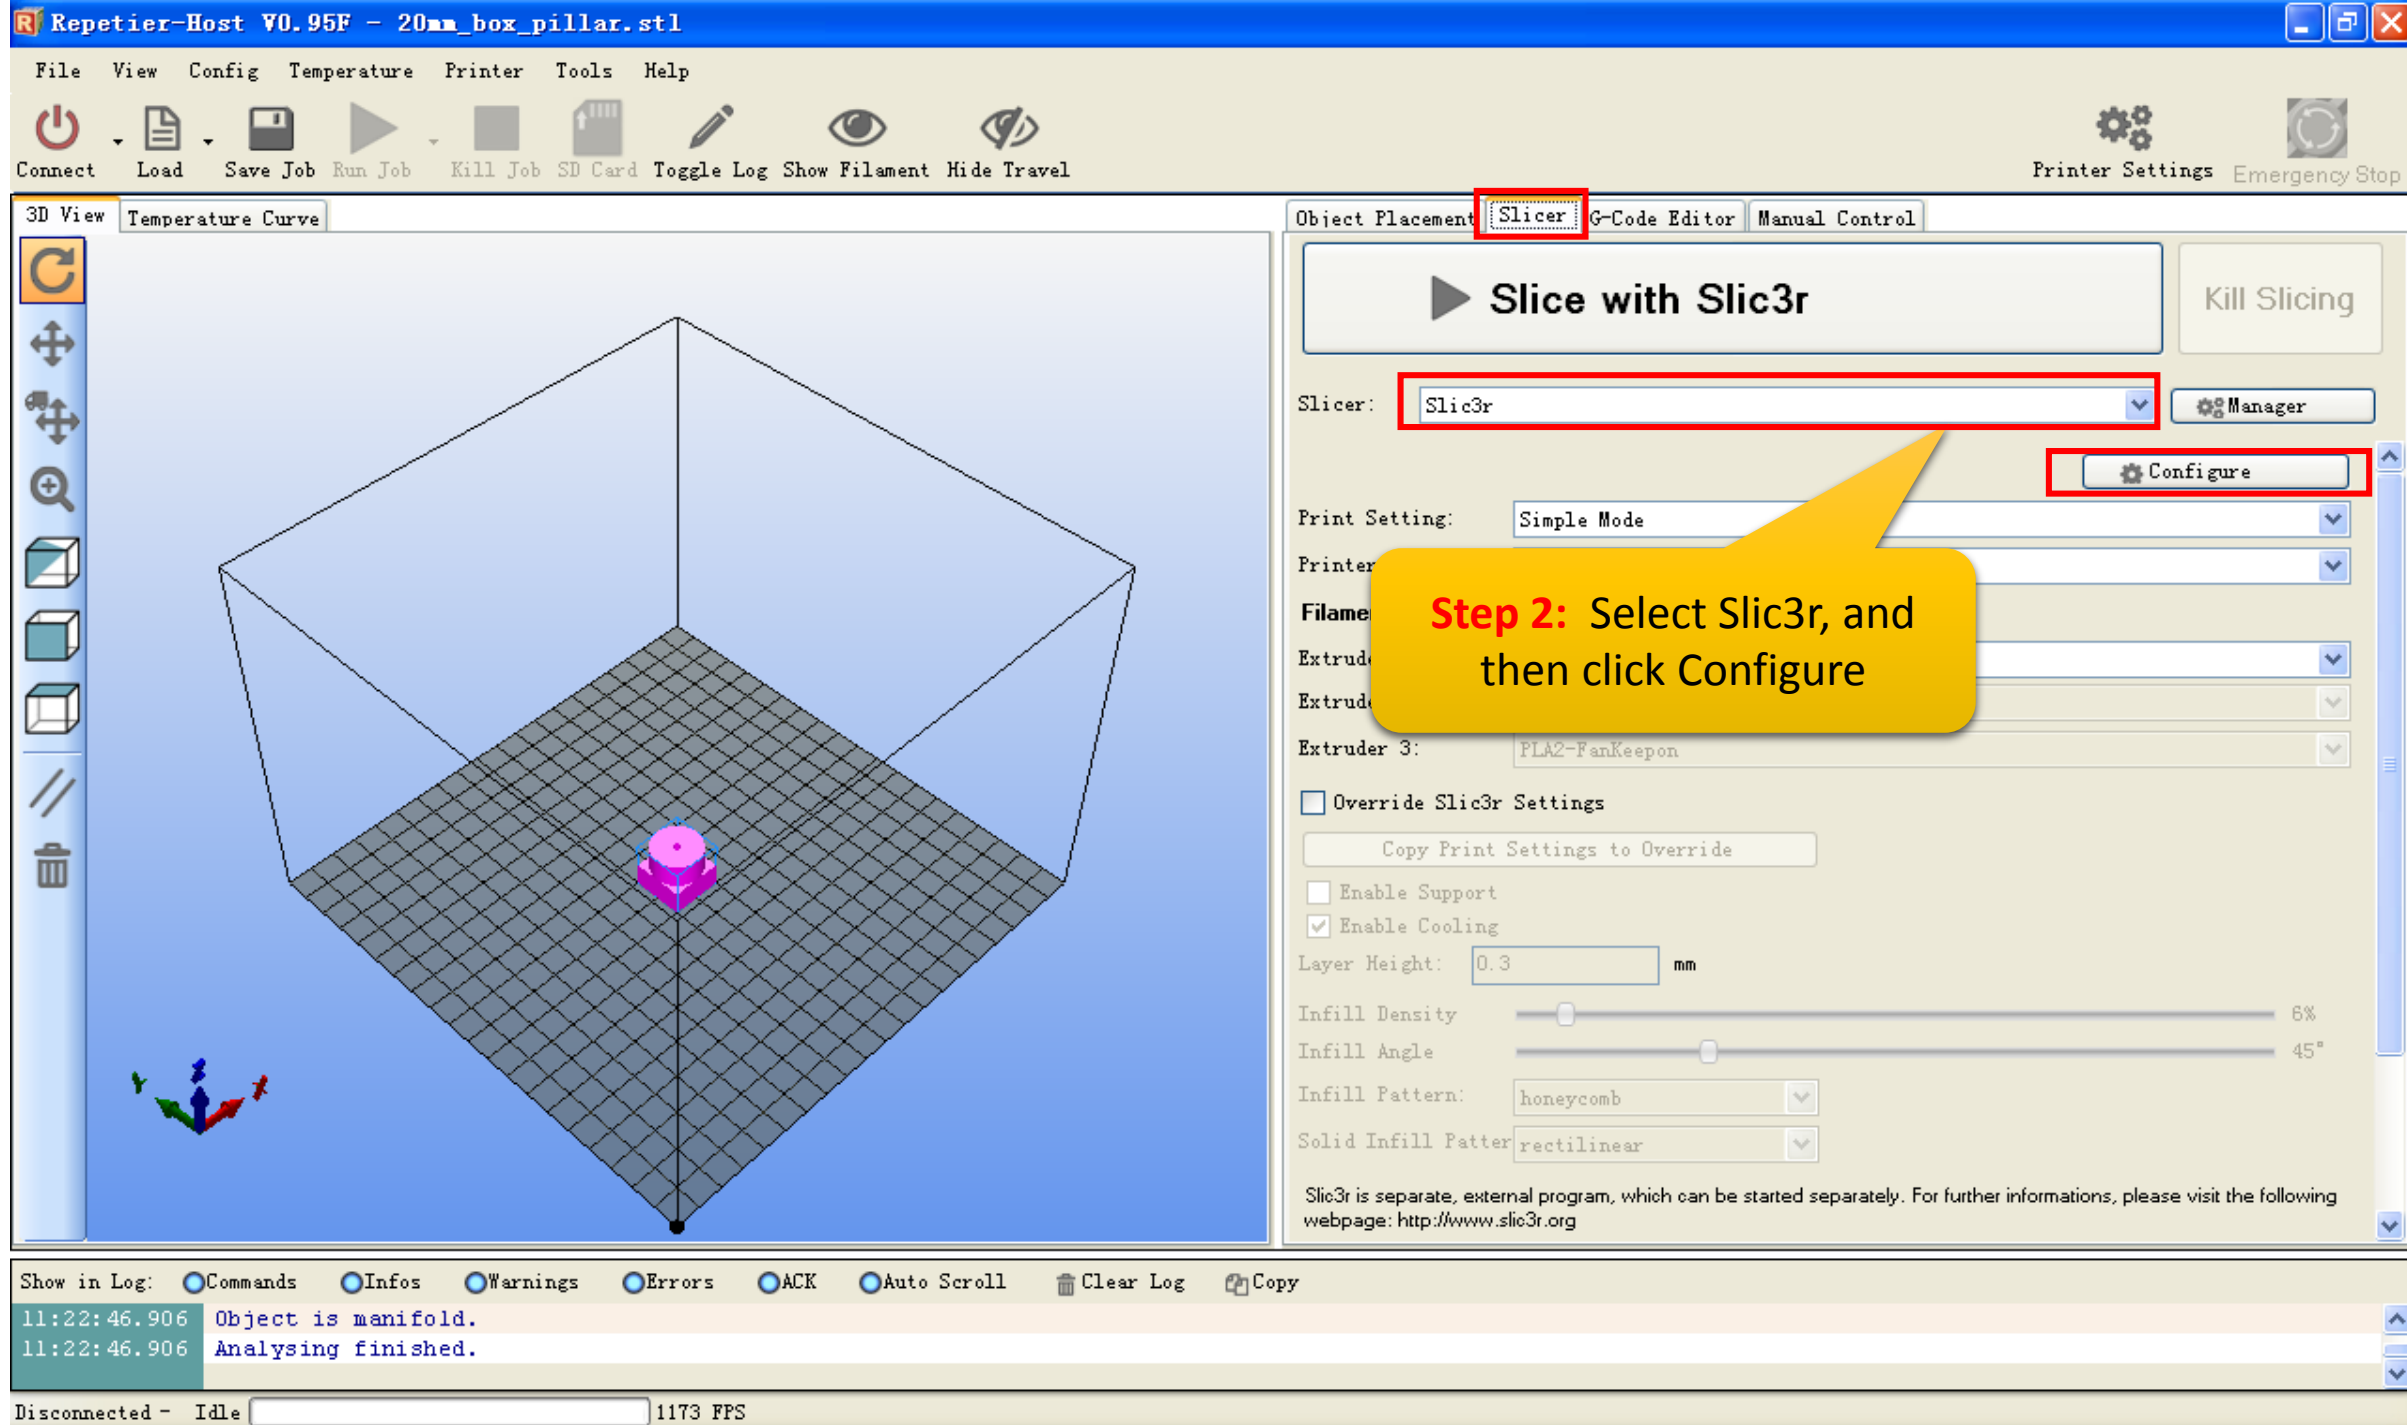 Repetier-Host V0.95F - 20mm_box_pillar.stl
File View Config Temperature Printer Tools Help
Connect Load Save Job Run Job Kill Job SD Card Toggle Log Show Filament Hide Travel Printer Settings Emergency Stop
3D View Temperature Curve Object Placement Slicer G-Code Editor Manual Control
Slice with Slic3r Kill Slicing
Slicer: Slic3r Manager
Configure
Print Setting: Simple Mode
Printer
Step 2: Select Slic3r, and
then click Configure
Extruder 3: PLA2-FanKeepon
Override Slic3r Settings
Copy Print Settings to Override
Enable Support
Enable Cooling
Layer Height: 0.3 mm
Infill Density 6%
Infill Angle 45°
Infill Pattern: honeycomb
Solid Infill Patter rectilinear
Slic3r is separate, external program, which can be started separately. For further informations, please visit the following
webpage: http://www.slic3r.org
Y Z X
Show in Log: Commands Infos Warnings Errors ACK Auto Scroll Clear Log Copy
11:22:46.906 Object is manifold.
11:22:46.906 Analysing finished.
Disconnected - Idle 1173 FPS